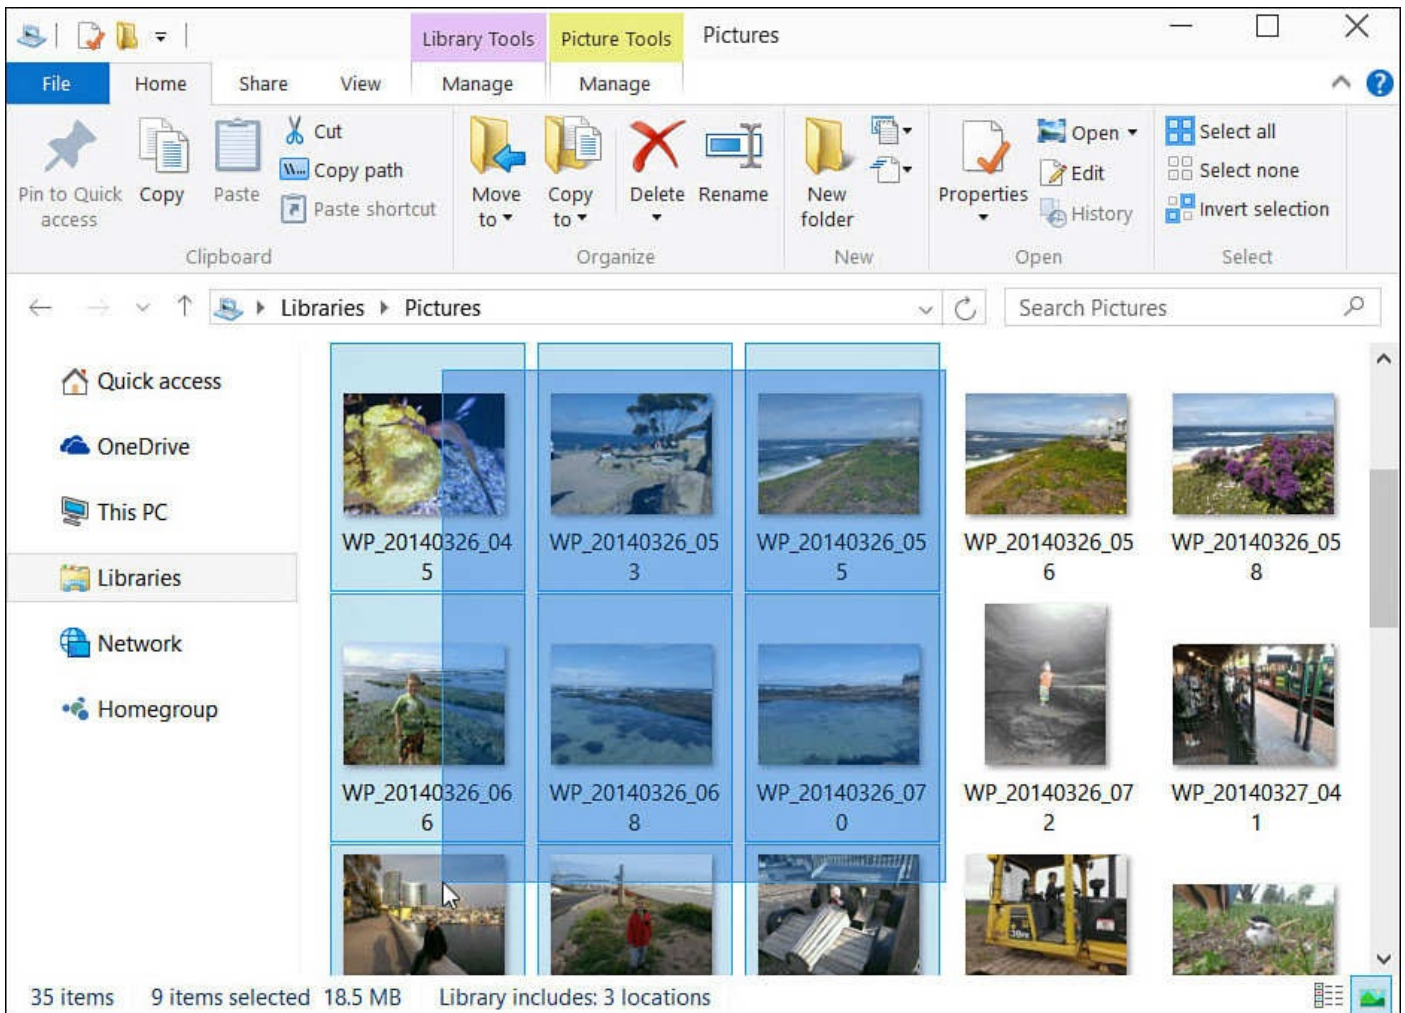 Library Tools Picture Tools Pictures
File Home Share View Manage Manage
Pin to Quick access
Copy
Paste
Cut
Copy path
Paste shortcut
Clipboard
Move to
Copy to
Delete
Rename
Organize
New folder
New
Properties
Open
Edit
History
Open
Select all
Select none
Invert selection
Select
Libraries Pictures
Search Pictures
Quick access
OneDrive
This PC
Libraries
Network
Homegroup
WP_20140326_04
5
WP_20140326_05
3
WP_20140326_05
5
WP_20140326_05
6
WP_20140326_05
8
WP_20140326_06
6
WP_20140326_06
8
WP_20140326_07
0
WP_20140326_07
2
WP_20140327_04
1
35 items 9 items selected 18.5 MB Library includes: 3 locations